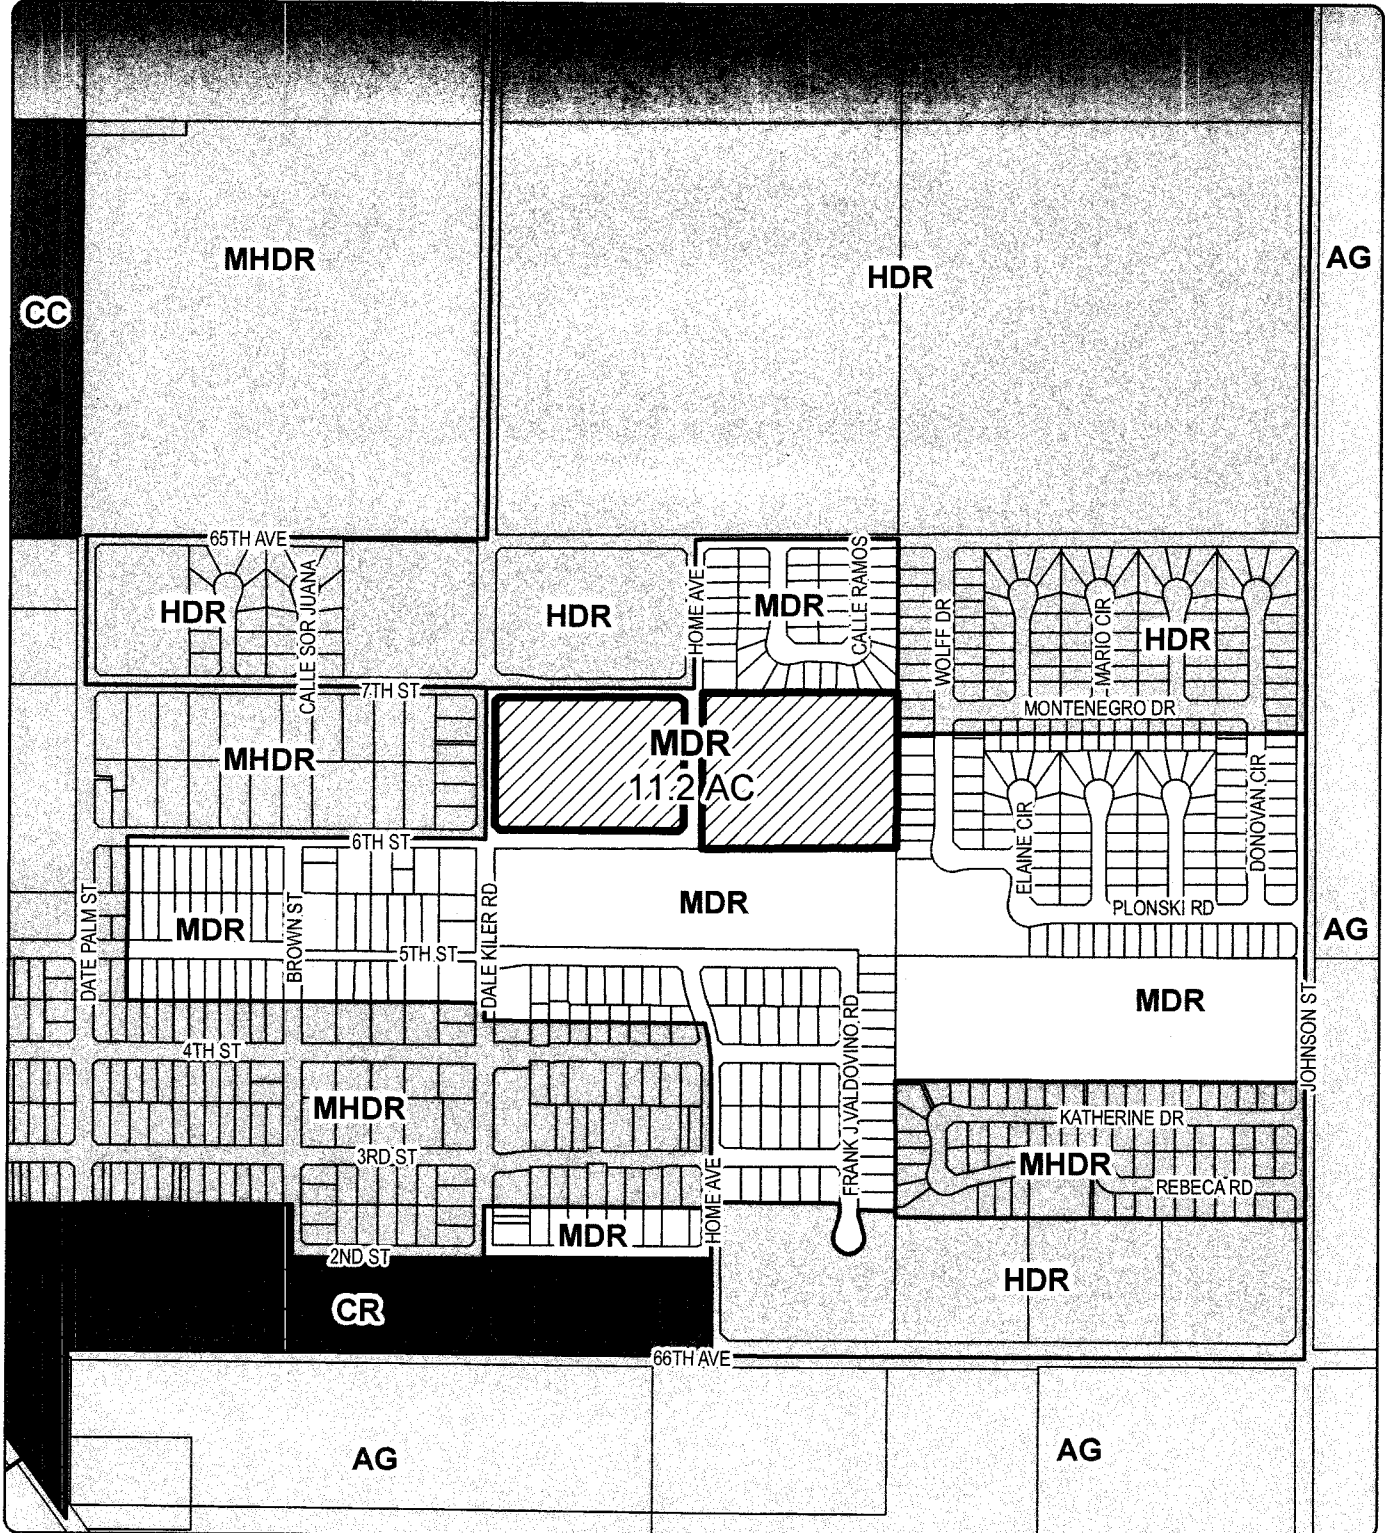 MHDR
HDR
AG
CC
65TH AVE
HDR
CALLE SOR JUANA
HDR
HOME AVE
MDR
CALLE RAMOS
WOLFF DR
MARIO CIR
HDR
7TH ST
MONTENEGRO DR
MHDR
MDR
11.2 AC
ELAINE CIR
DONOVAN CIR
6TH ST
DATE PALM ST
MDR
BROWN ST
5TH ST
DALE KILER RD
MDR
PLONSKI RD
AG
MDR
JOHNSON ST
4TH ST
FRANK J VALDOVINO RD
MHDR
KATHERINE DR
3RD ST
MHDR
REBECA RD
HOME AVE
MDR
2ND ST
HDR
CR
66TH AVE
AG
AG